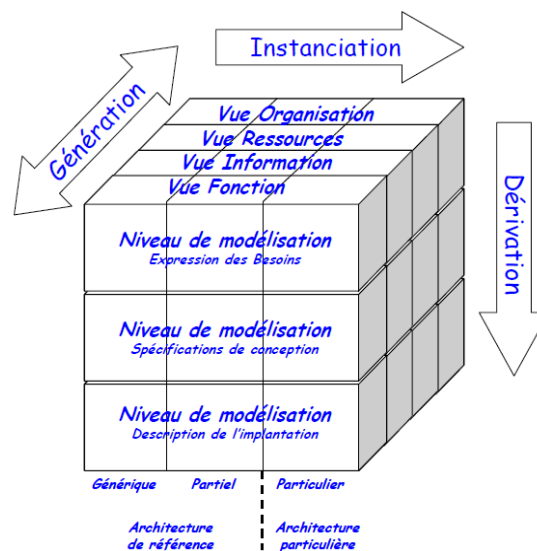 Instanciation
Génération
Vue Organisation
Vue Ressources
Vue Information
Vue Fonction
Dérivation
Niveau de modélisation
Expression des Besoins
Niveau de modélisation
Spécifications de conception
Niveau de modélisation
Description de l'implantation
Générique Partiel Particulier
Architecture de référence
Architecture particulière